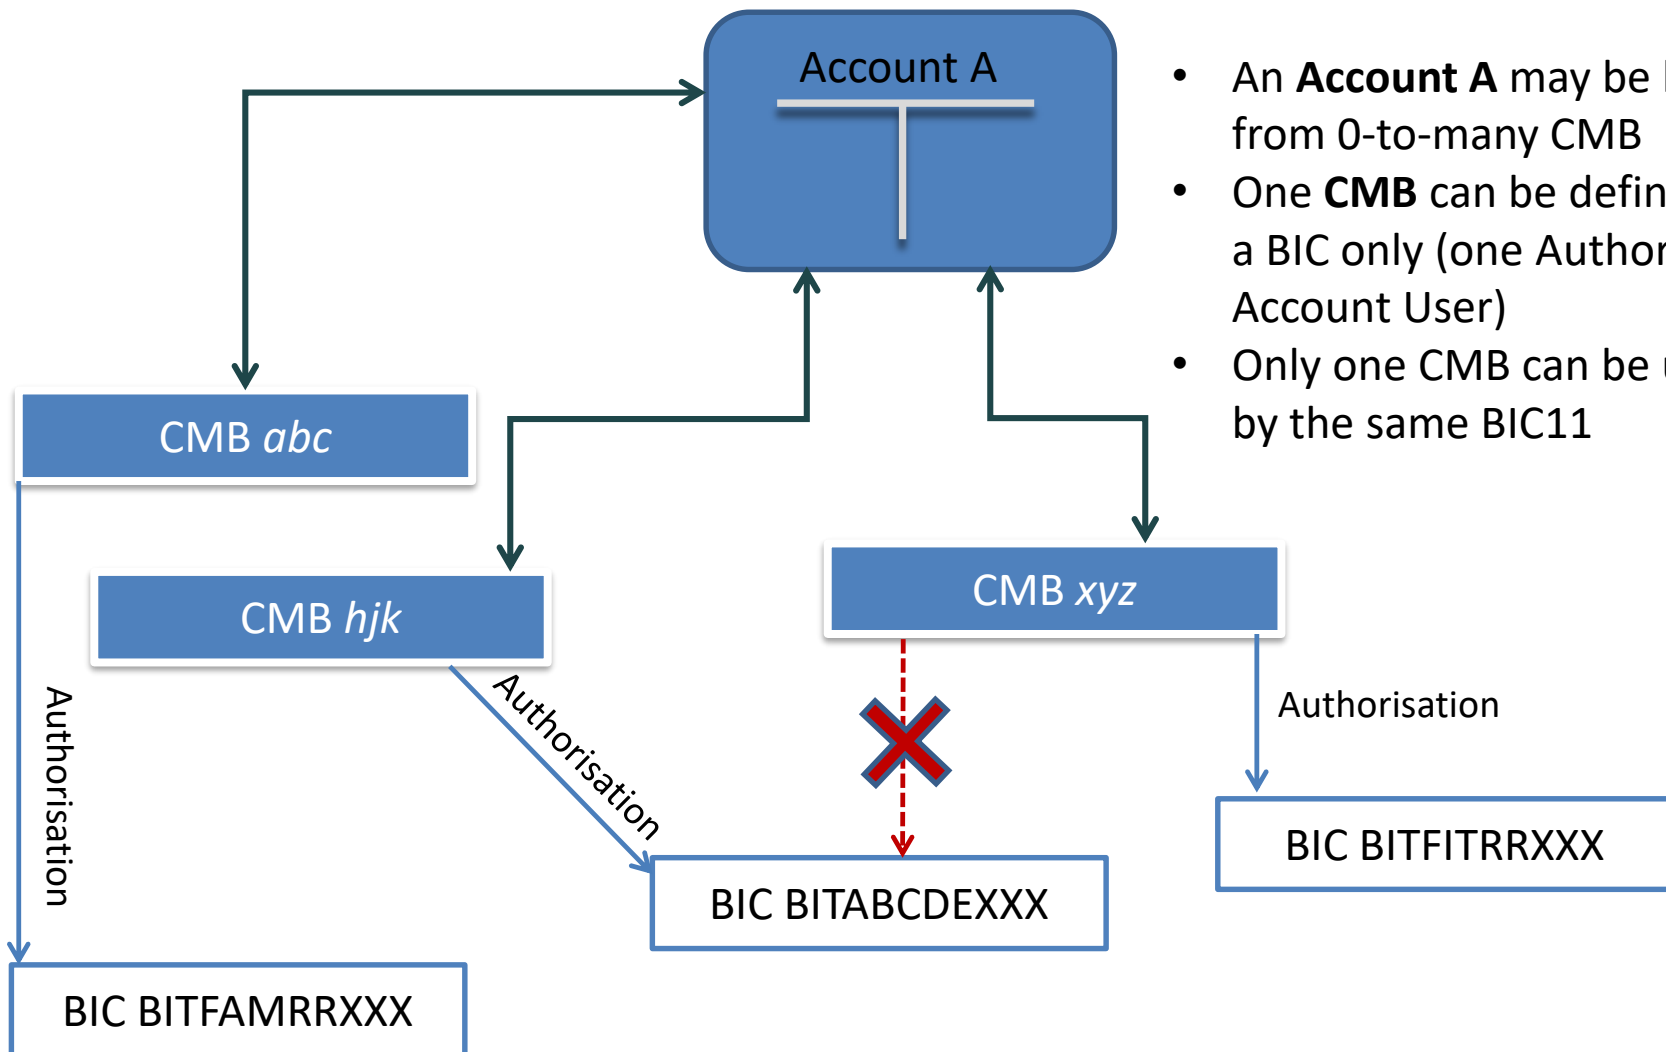 Account A
• An Account A may be
from 0-to-many CMB
• One CMB can be
a BIC only (one
Account User)
• Only one CMB can be
by the same BIC11
CMB abc
CMB hjk
CMB xyz
Authorisation
Authorisation
Authorisation
BIC BITFITRRXXX
BIC BITABCDEXXX
BIC BITFAMRRXXX